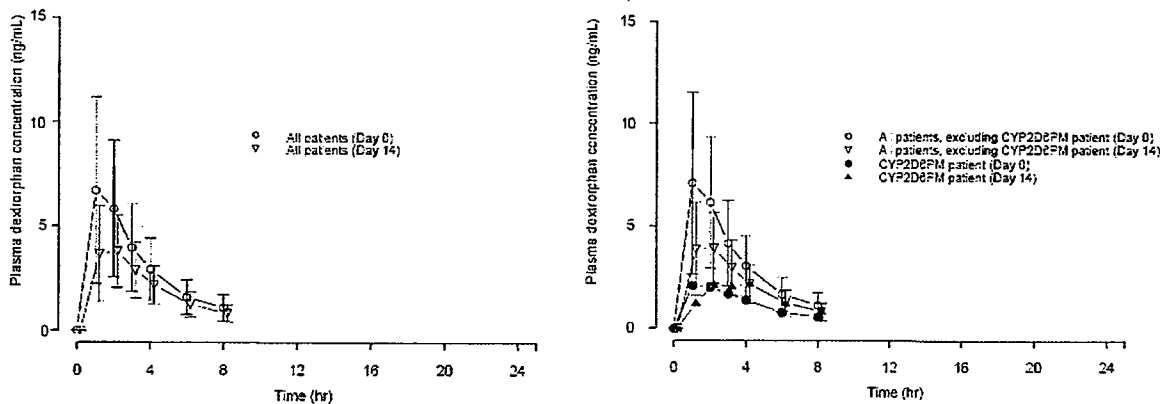 Plasma dextrorphan concentration (ng/mL)
15
10
5
0
All patients (Day 0)
All patients (Day 14)
0 4 8 12 16 20 24
Time (hr)
Plasma dextrorphan concentration (ng/mL)
15
10
5
0
All patients, excluding CYP2D6PM patient (Day 0)
All patients, excluding CYP2D6PM patient (Day 14)
CYP2D6PM patient (Day 0)
CYP2D6PM patient (Day 14)
0 4 8 12 16 20 24
Time (hr)